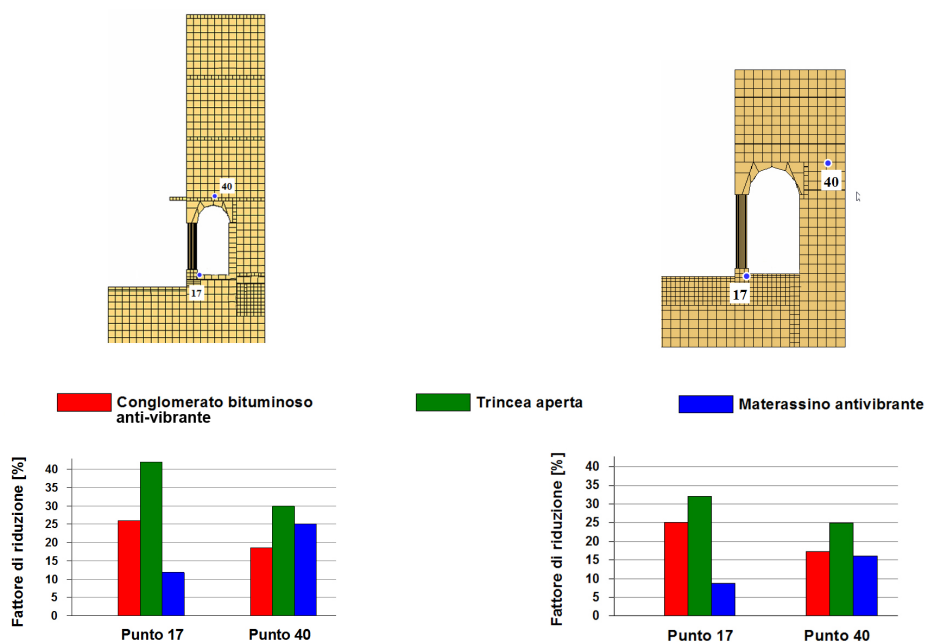 40
17
40
17
Conglomerato bituminoso
anti-vibrante
Trincea aperta
Materassino antivibrante
Fattore di riduzione [%]
40
35
30
25
20
15
10
5
0
Punto 17
Punto 40
Fattore di riduzione [%]
40
35
30
25
20
15
10
5
0
Punto 17
Punto 40